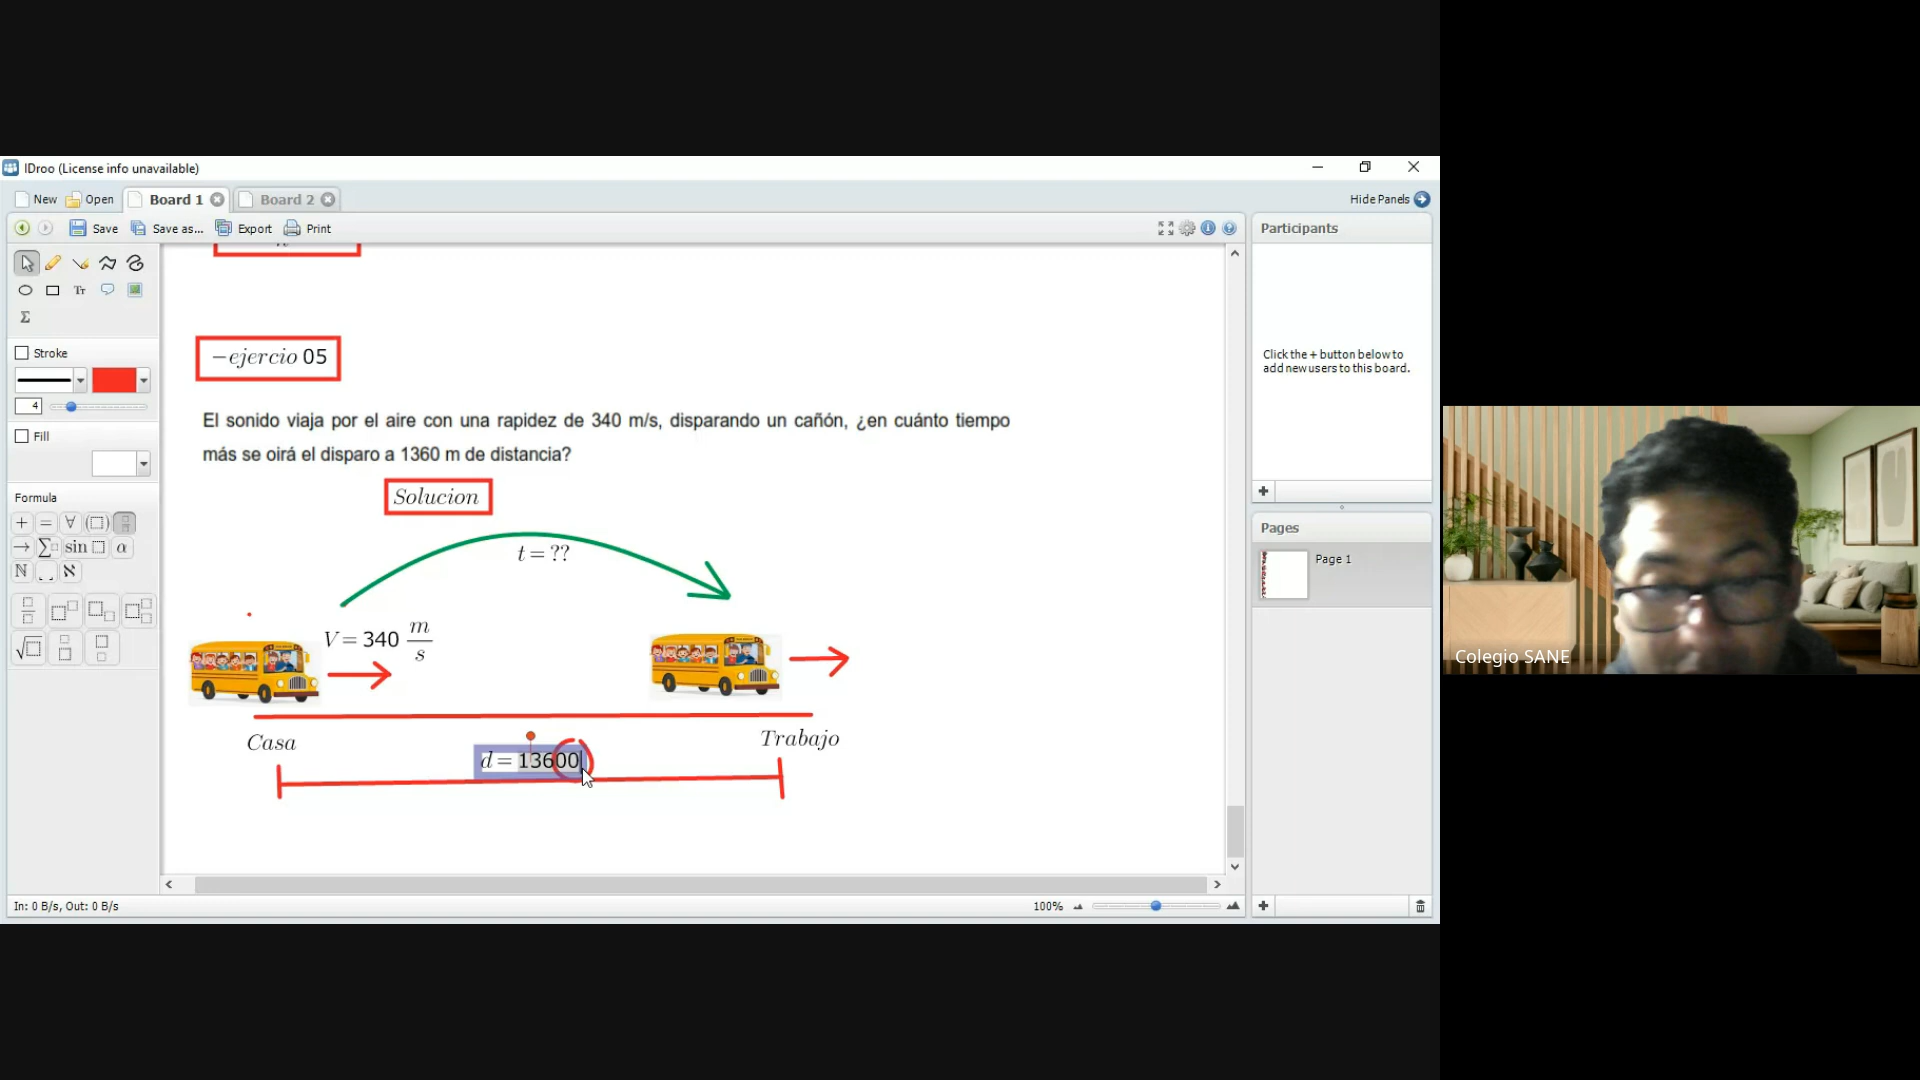 IDroo (License info unavailable)
New Open Board 1 Board 2 Hide Panels
Save Save as... Export Print
Participants
Click the + button below to
add new users to this board.
Pages
Page 1
Tr
Σ
Stroke
4
Fill
Formula
+ = ∀
→ Σ sin α
ℕ ℵ
−ejercio 05
El sonido viaja por el aire con una rapidez de 340 m/s, disparando un cañón, ¿en cuánto tiempo
más se oirá el disparo a 1360 m de distancia?
Solucion
t = ??
V = 340 m/s
Casa
Trabajo
d = 13600
In: 0 B/s, Out: 0 B/s
100%
Colegio SANE